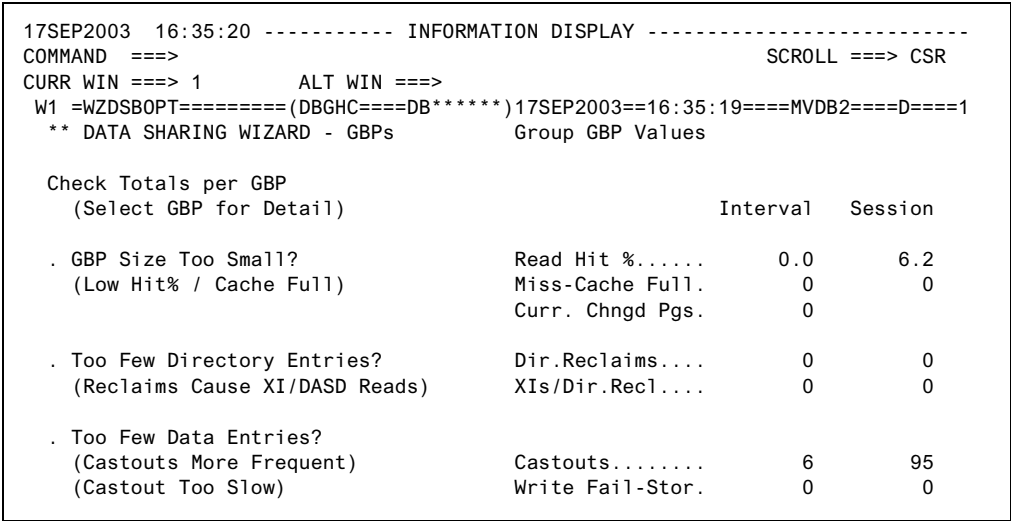 17SEP2003  16:35:20 ----------- INFORMATION DISPLAY ---------------------------
COMMAND  ===>                                                 SCROLL ===> CSR
CURR WIN ===> 1        ALT WIN ===>
 W1 =WZDSBOPT=========(DBGHC====DB******)17SEP2003==16:35:19====MVDB2====D====1
  ** DATA SHARING WIZARD - GBPs          Group GBP Values
  Check Totals per GBP
    (Select GBP for Detail)                               Interval   Session
  . GBP Size Too Small?                  Read Hit %......      0.0       6.2
    (Low Hit% / Cache Full)              Miss-Cache Full.        0         0
                                         Curr. Chngd Pgs.        0
  . Too Few Directory Entries?           Dir.Reclaims....        0         0
    (Reclaims Cause XI/DASD Reads)       XIs/Dir.Recl....        0         0
  . Too Few Data Entries?
    (Castouts More Frequent)             Castouts........        6        95
    (Castout Too Slow)                   Write Fail-Stor.        0         0